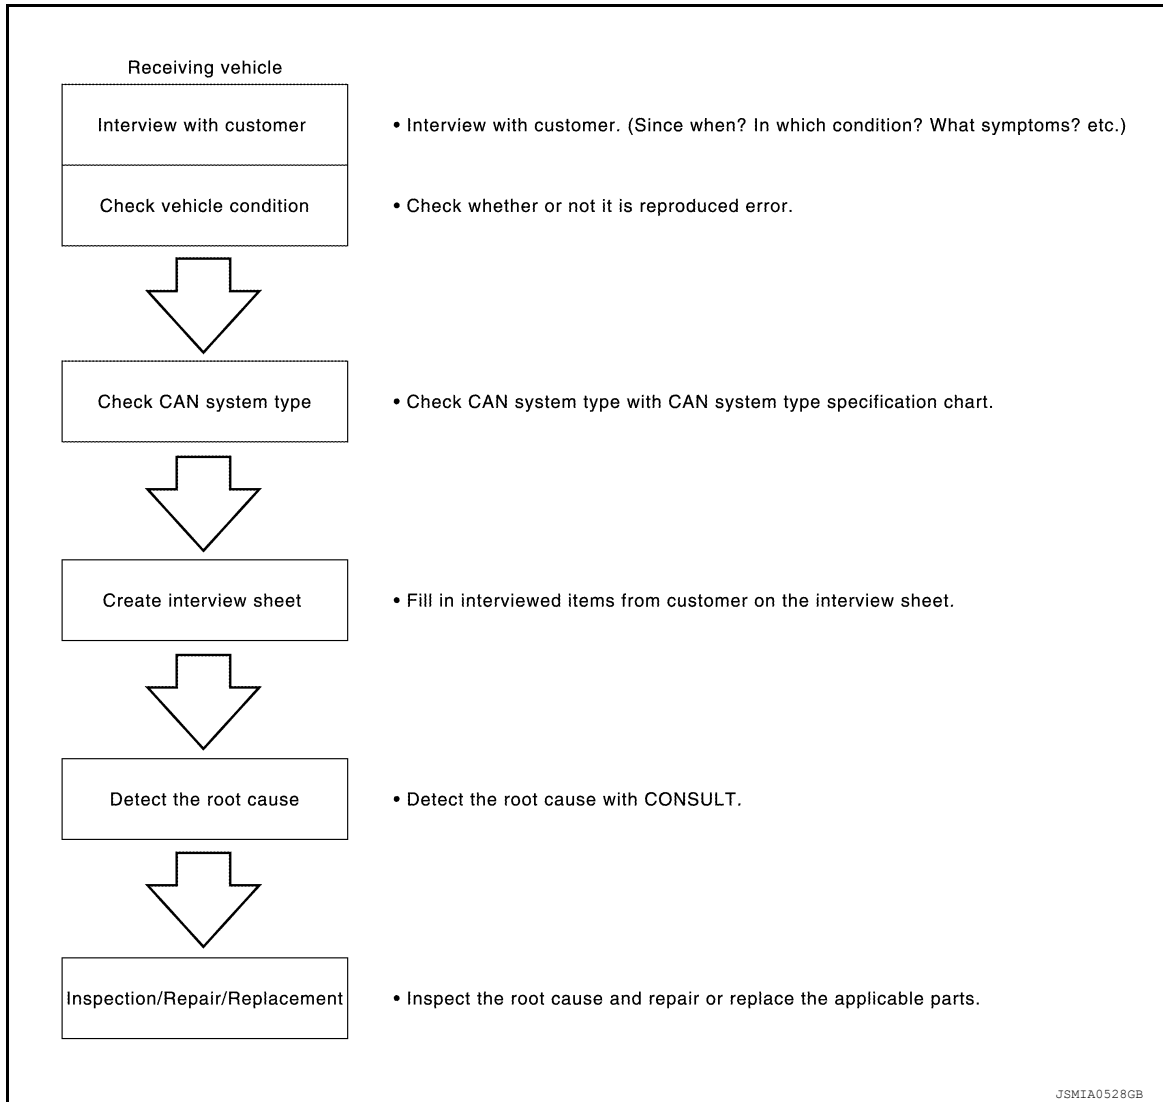 Receiving vehicle
Interview with customer
• Interview with customer. (Since when? In which condition? What symptoms? etc.)
Check vehicle condition
• Check whether or not it is reproduced error.
Check CAN system type
• Check CAN system type with CAN system type specification chart.
Create interview sheet
• Fill in interviewed items from customer on the interview sheet.
Detect the root cause
• Detect the root cause with CONSULT.
Inspection/Repair/Replacement
• Inspect the root cause and repair or replace the applicable parts.
JSMIA0528GB